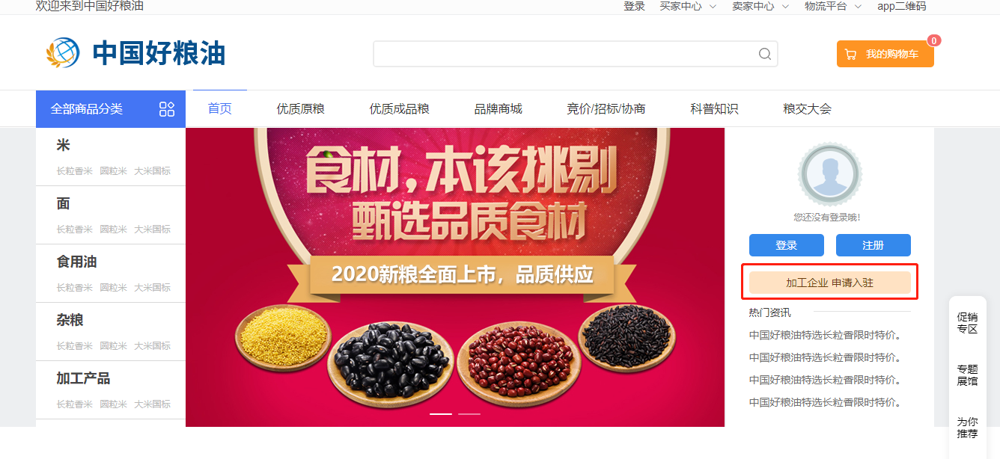 欢迎来到中国好粮油
登录 买家中心 卖家中心 物流平台 app二维码
中国好粮油
我的购物车
0
全部商品分类 首页 优质原粮 优质成品粮 品牌商城 竞价/招标/协商 科普知识 粮交大会
米
长粒香米 圆粒米 大米国标
面
长粒香米 圆粒米 大米国标
食用油
长粒香米 圆粒米 大米国标
杂粮
长粒香米 圆粒米 大米国标
加工产品
长粒香米 圆粒米 大米国标
食材,本该挑剔
甄选品质食材
2020新粮全面上市，品质供应
您还没有登录哦!
登录 注册
加工企业 申请入驻
热门资讯
中国好粮油特选长粒香限时特价。
中国好粮油特选长粒香限时特价。
中国好粮油特选长粒香限时特价。
中国好粮油特选长粒香限时特价。
促销
专区
专题
展馆
为你
推荐